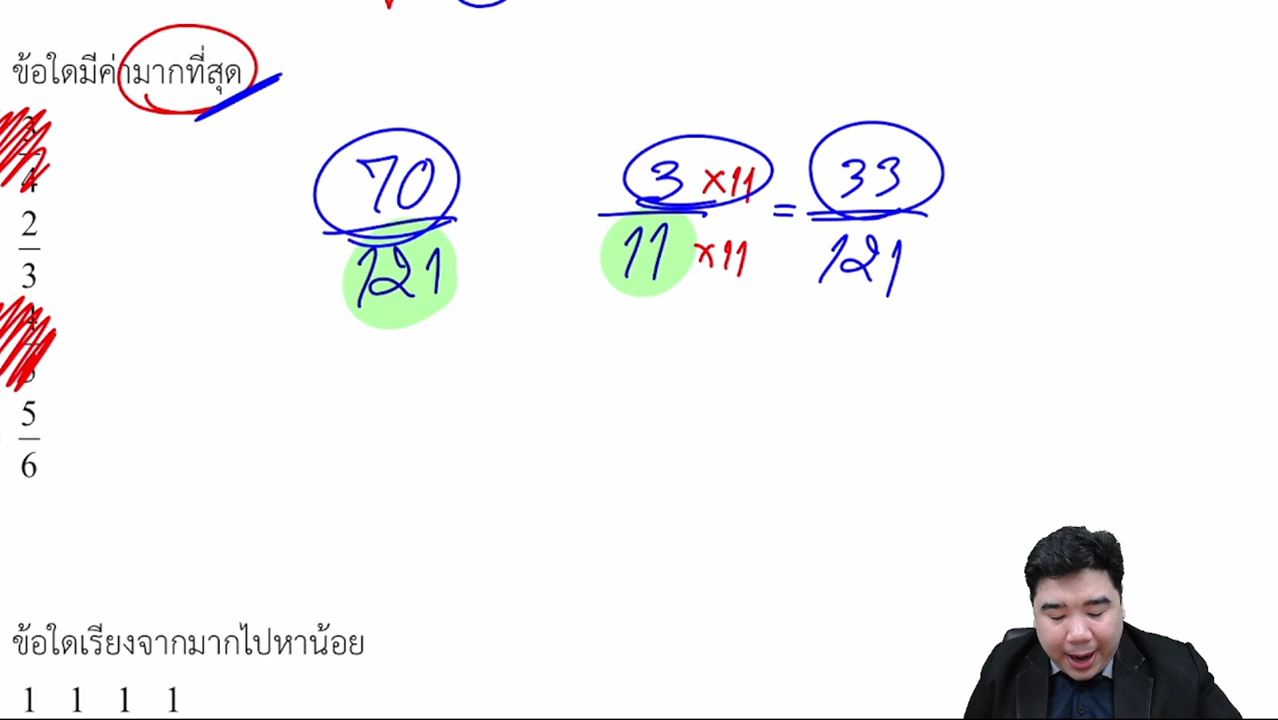 ข้อใดมีค่ามากที่สุด
2
3
5
6
70
121
3 ×11 = 33
11 ×11 121
ข้อใดเรียงจากมากไปหาน้อย
1 1 1 1